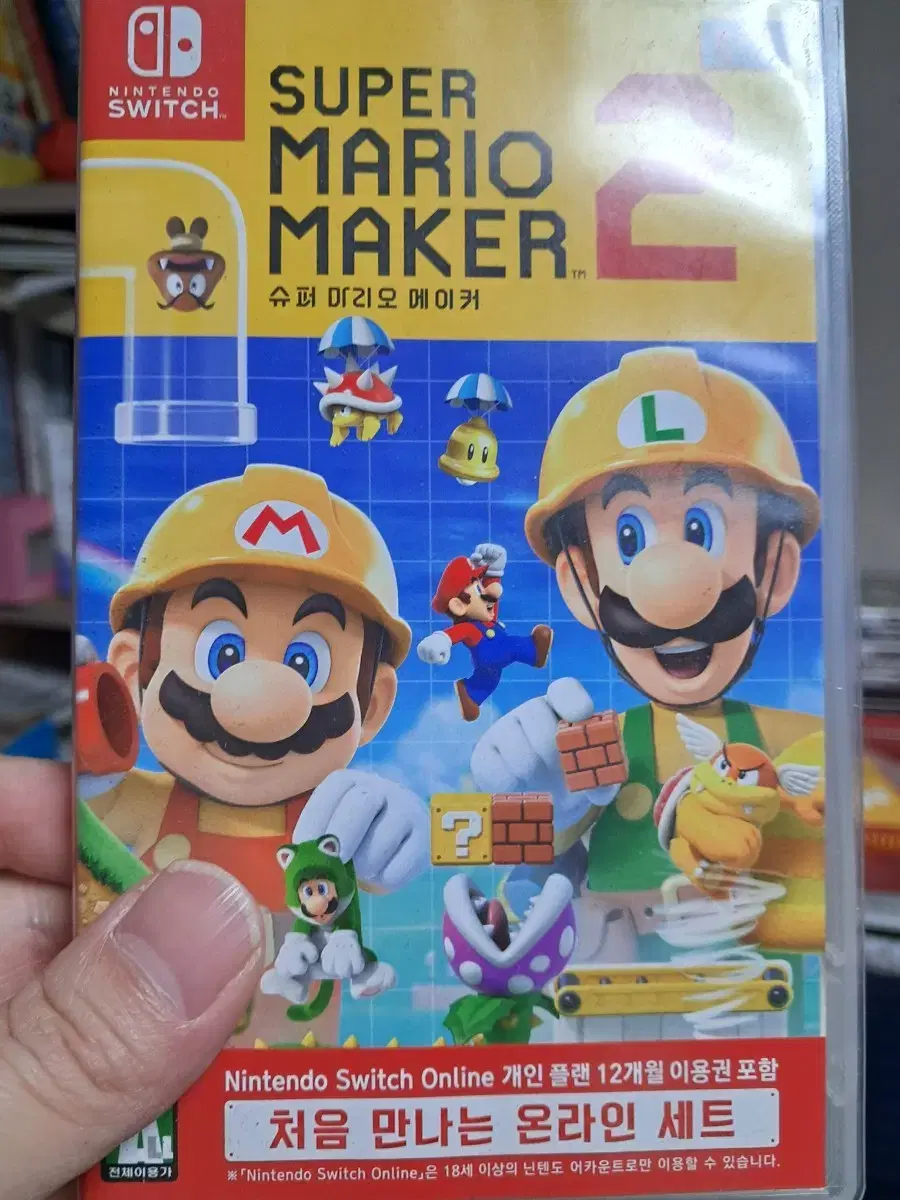 NINTENDO
SWITCH™
SUPER
MARIO
MAKER™ 2
슈퍼 마리오 메이커
L
M
?
Nintendo Switch Online 개인 플랜 12개월 이용권 포함
처음 만나는 온라인 세트
ALL
전체이용가
※「Nintendo Switch Online」은 18세 이상의 닌텐도 어카운트로만 이용할 수 있습니다.